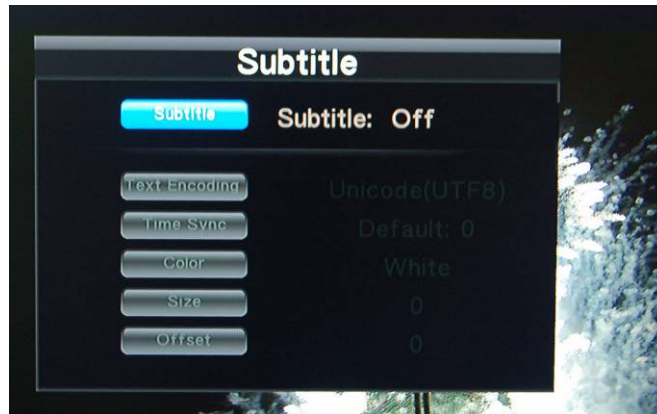 Subtitle
Subtitle Subtitle: Off
Text Encoding Unicode(UTF8)
Time Sync Default: 0
Color White
Size 0
Offset 0